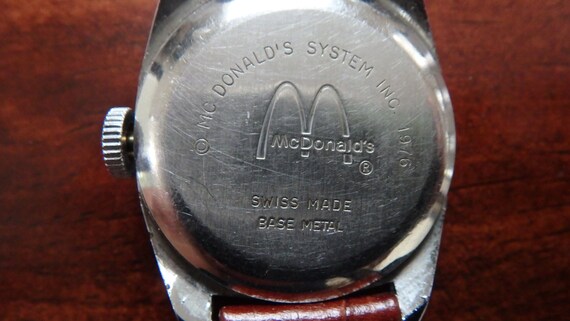 © MC DONALD'S SYSTEM INC. 1976
McDonald's
®
SWISS MADE
BASE METAL